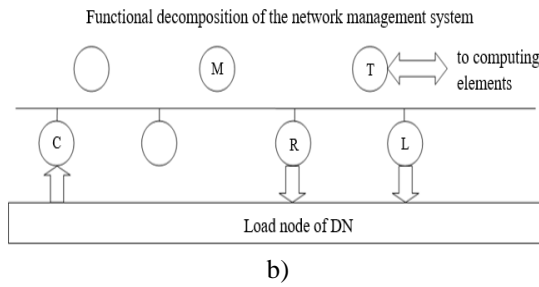 Functional decomposition of the network management system
M
T
to computing
elements
C
R
L
Load node of DN
b)